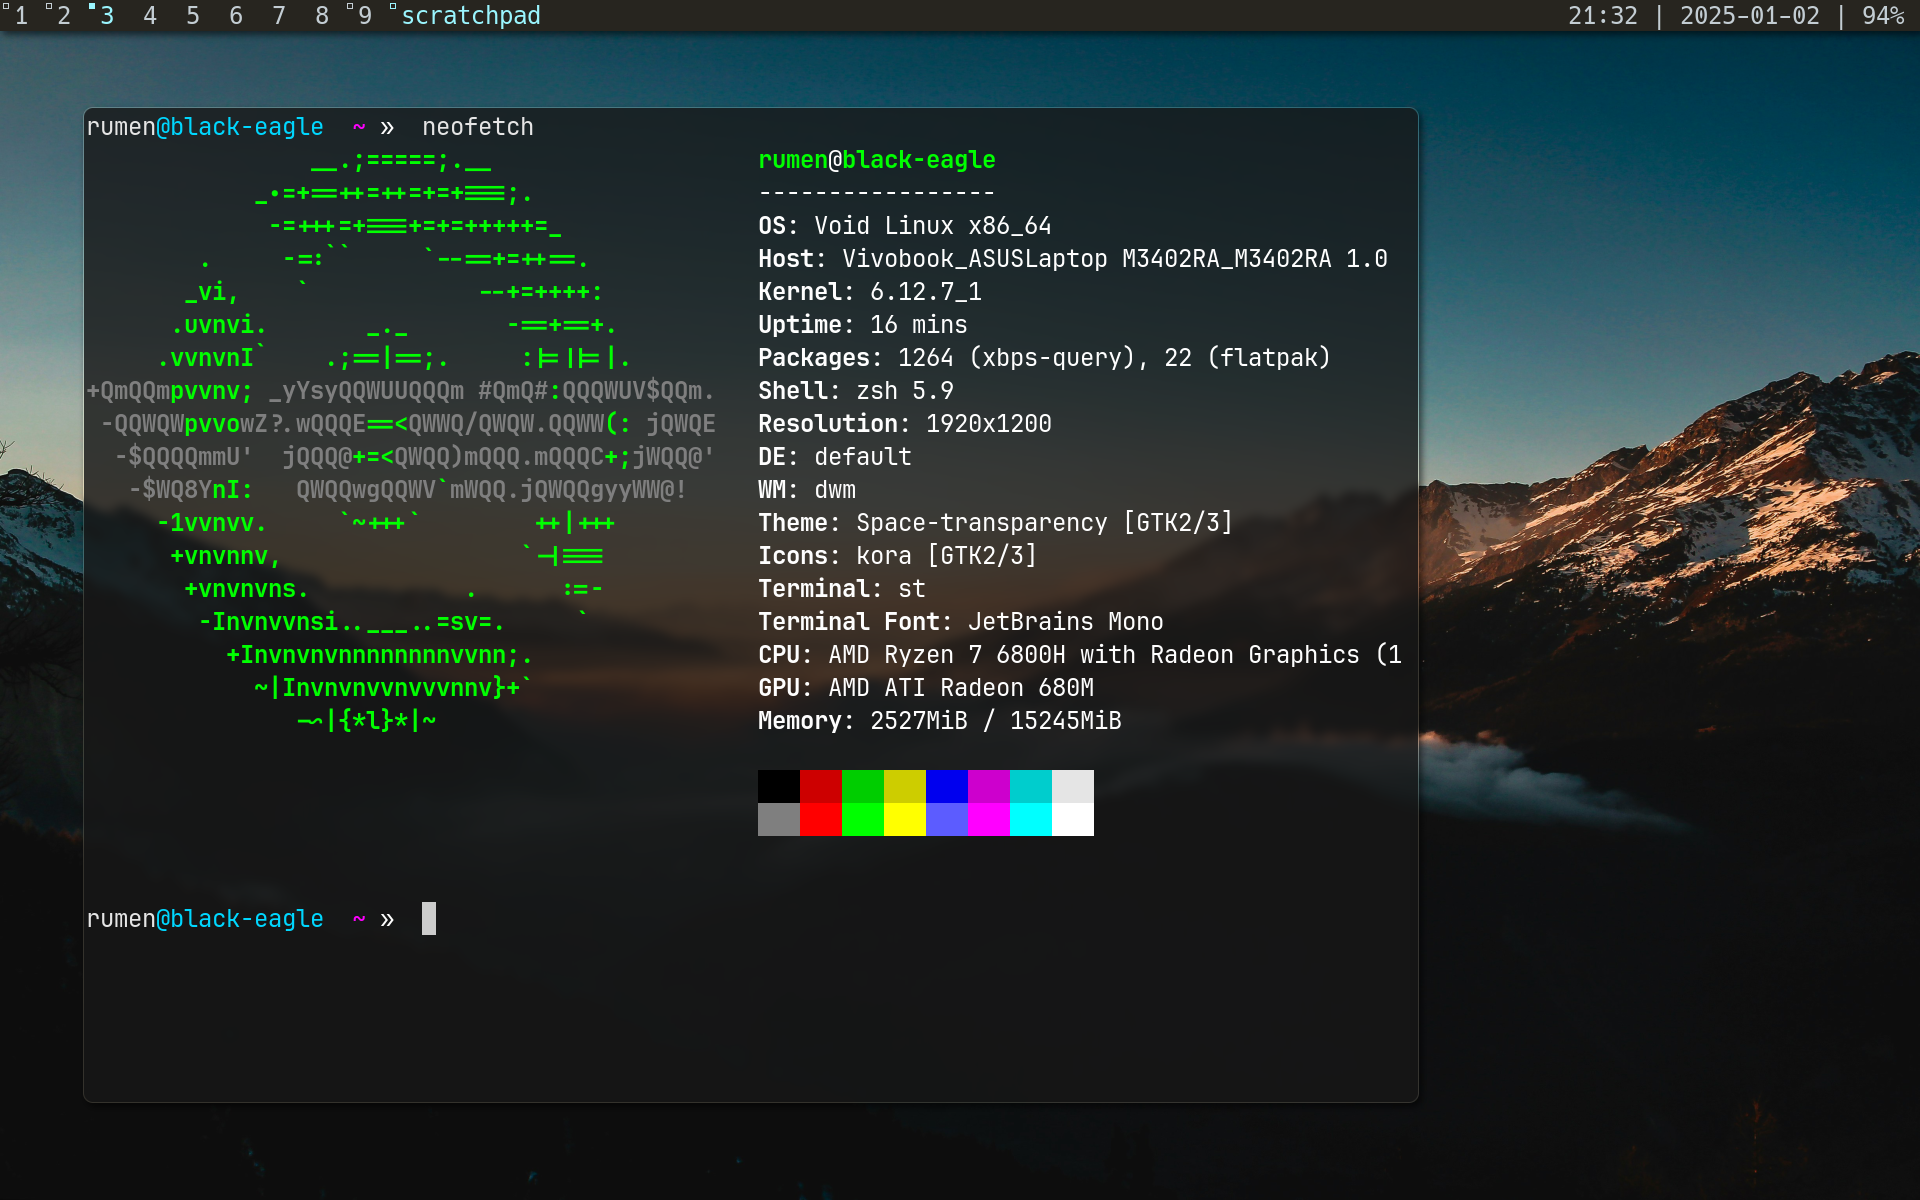 1 2 3 4 5 6 7 8 9 scratchpad 21:32 | 2025-01-02 | 94%
rumen@black-eagle ~ » neofetch
__.;=====;.__ rumen@black-eagle
_.=+==++=++=+=+===;. -----------------
-=+++=+===+=+=+++++=_ OS: Void Linux x86_64
. -=:`` `--==+=++==. Host: Vivobook_ASUSLaptop M3402RA_M3402RA 1.0
_vi, ` --+=++++: Kernel: 6.12.7_1
.uvnvi. _._ -==+==+. Uptime: 16 mins
.vvnvnI` .;==|==;. :|=||=|. Packages: 1264 (xbps-query), 22 (flatpak)
+QmQQmpvvnv; _yYsyQQWUUQQQm #QmQ#:QQQWUV$QQm. Shell: zsh 5.9
-QQWQWpvvowZ?.wQQQE==<QWWQ/QWQW.QQWW(: jQWQE Resolution: 1920x1200
-$QQQQmmU' jQQQ@+=<QWQQ)mQQQ.mQQQC+;jWQQ@' DE: default
-$WQ8YnI: QWQQwgQQWV`mWQQ.jQWQQgyyWW@! WM: dwm
-1vvnvv. `~+++` ++|+++ Theme: Space-transparency [GTK2/3]
+vnvnnv, `-|=== Icons: kora [GTK2/3]
+vnvnvns. . :=- Terminal: st
-Invnvvnsi..___..=sv=. ` Terminal Font: JetBrains Mono
+Invnvnvnnnnnnnnvvnn;. CPU: AMD Ryzen 7 6800H with Radeon Graphics (1
~|Invnvnvvnvvvnnv}+` GPU: AMD ATI Radeon 680M
-~|{*l}*|~ Memory: 2527MiB / 15245MiB
rumen@black-eagle ~ »